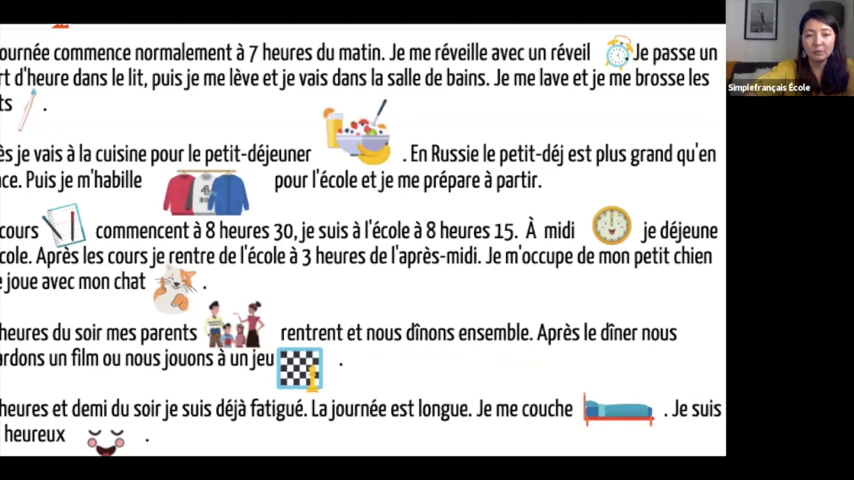 ournée commence normalement à 7 heures du matin. Je me réveille avec un réveil Je passe un
rt d'heure dans le lit, puis je me lève et je vais dans la salle de bains. Je me lave et je me brosse les
ts .
ès je vais à la cuisine pour le petit-déjeuner . En Russie le petit-déj est plus grand qu'en
nce. Puis je m'habille pour l'école et je me prépare à partir.
cours commencent à 8 heures 30, je suis à l'école à 8 heures 15. À midi je déjeune
cole. Après les cours je rentre de l'école à 3 heures de l'après-midi. Je m'occupe de mon petit chien
e joue avec mon chat .
heures du soir mes parents rentrent et nous dînons ensemble. Après le dîner nous
ardons un film ou nous jouons à un jeu .
heures et demi du soir je suis déjà fatigué. La journée est longue. Je me couche . Je suis
heureux .
Simplefrançais École